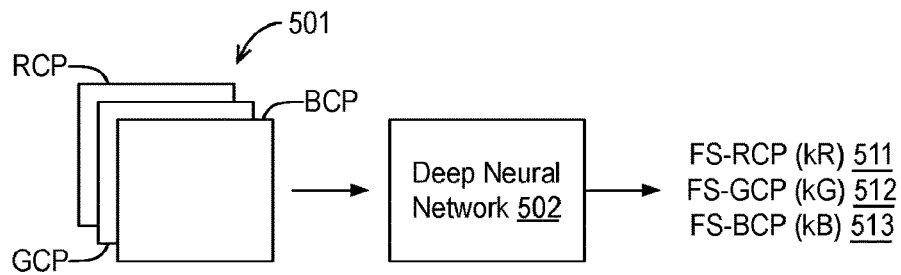 501
RCP
BCP
GCP
Deep Neural
Network 502
FS-RCP (kR) 511
FS-GCP (kG) 512
FS-BCP (kB) 513